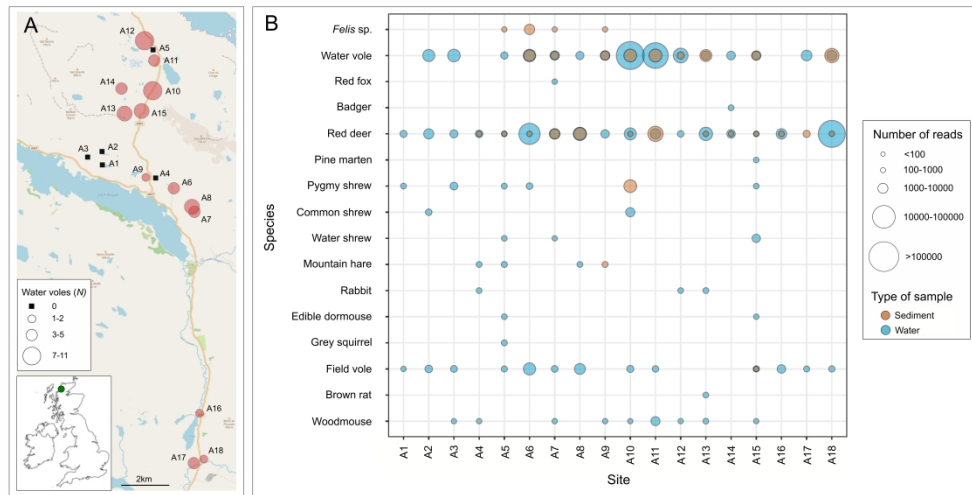 A
A12
A5
A11
A14
A10
A13
A15
A3
A2
A1
A9
A4
A6
A8
A7
Water voles (N)
0
1-2
3-5
7-11
A16
A17
A18
2km
B
Species
Felis sp.
Water vole
Red fox
Badger
Red deer
Pine marten
Pygmy shrew
Common shrew
Water shrew
Mountain hare
Rabbit
Edible dormouse
Grey squirrel
Field vole
Brown rat
Woodmouse
A1 A2 A3 A4 A5 A6 A7 A8 A9 A10 A11 A12 A13 A14 A15 A16 A17 A18
Site
Number of reads
<100
100-1000
1000-10000
10000-100000
>100000
Type of sample
Sediment
Water